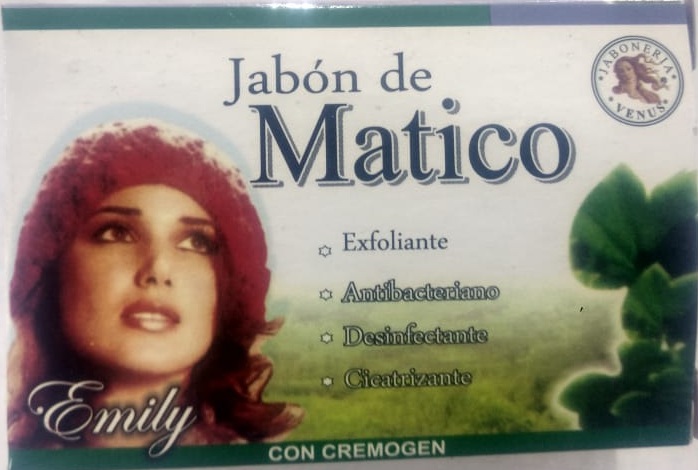 Jabón de
Matico
JABONERIA
VENUS
Exfoliante
Antibacteriano
Desinfectante
Cicatrizante
Emily
CON CREMOGEN